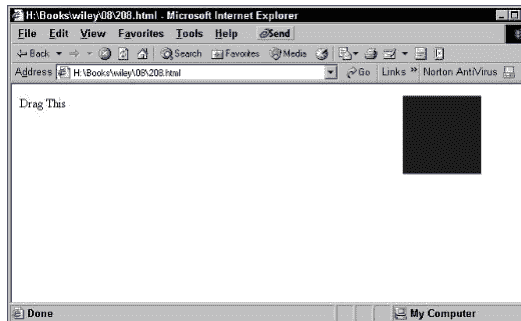 H:\Books\wiley\08\208.html - Microsoft Internet Explorer
File Edit View Favorites Tools Help Send
Back Search Favorites Media
Address H:\Books\wiley\08\208.html Go Links » Norton AntiVirus
Drag This
Done My Computer